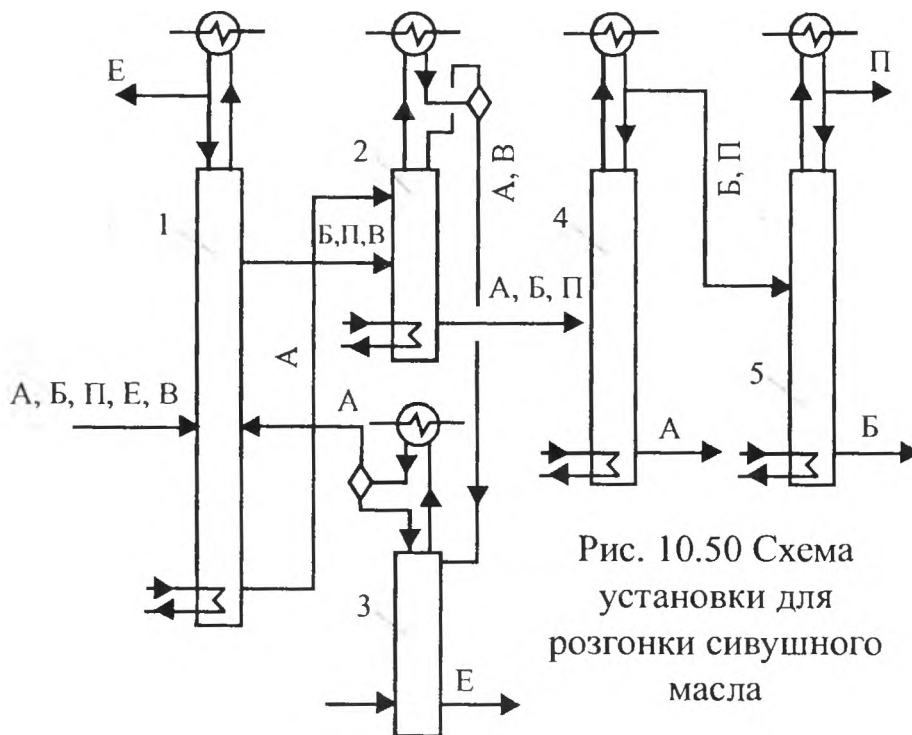 Е
П
2
А, В
Б, П
1
4
Б,П,В
А, Б, П
А
5
А, Б, П, Е, В
А
А
Б
3
Е
Рис. 10.50 Схема
установки для
розгонки сивушного
масла